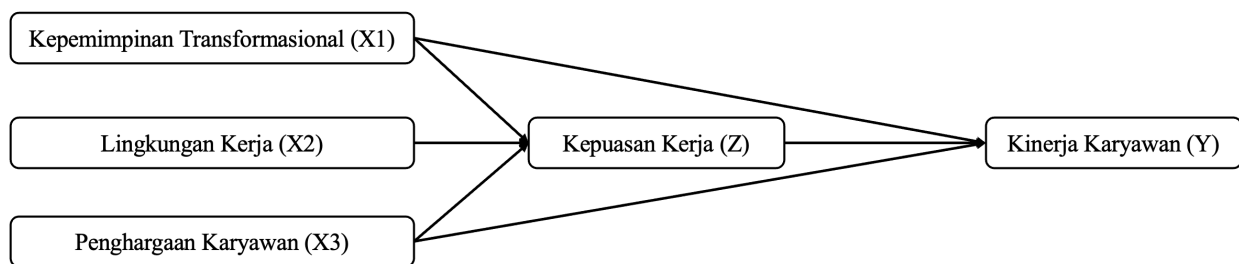 Kepemimpinan Transformasional (X1)
Lingkungan Kerja (X2)
Kepuasan Kerja (Z)
Kinerja Karyawan (Y)
Penghargaan Karyawan (X3)